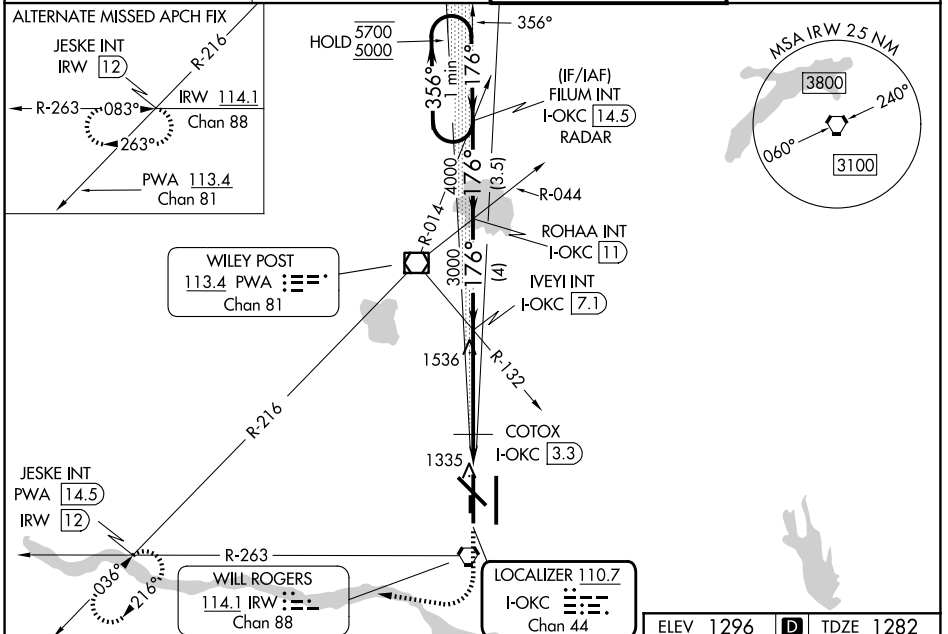 ALTERNATE MISSED APCH FIX
JESKE INT
IRW 12
R-216
R-263
083°
263°
IRW 114.1
Chan 88
PWA 113.4
Chan 81
HOLD 5700
5000
356°
1 min
176°
356°
(IF/IAF)
FILUM INT
I-OKC 14.5
RADAR
MSA IRW 25 NM
3800
240°
060°
3100
R-014
4000
176°
(3.5)
R-044
ROHAA INT
I-OKC 11
WILEY POST
113.4 PWA
Chan 81
3000
176°
(4)
IVEYI INT
I-OKC 7.1
1536
R-132
R-216
COTOX
I-OKC 3.3
1335
JESKE INT
PWA 14.5
IRW 12
R-263
036°
216°
WILL ROGERS
114.1 IRW
Chan 88
LOCALIZER 110.7
I-OKC
Chan 44
ELEV 1296 D TDZE 1282